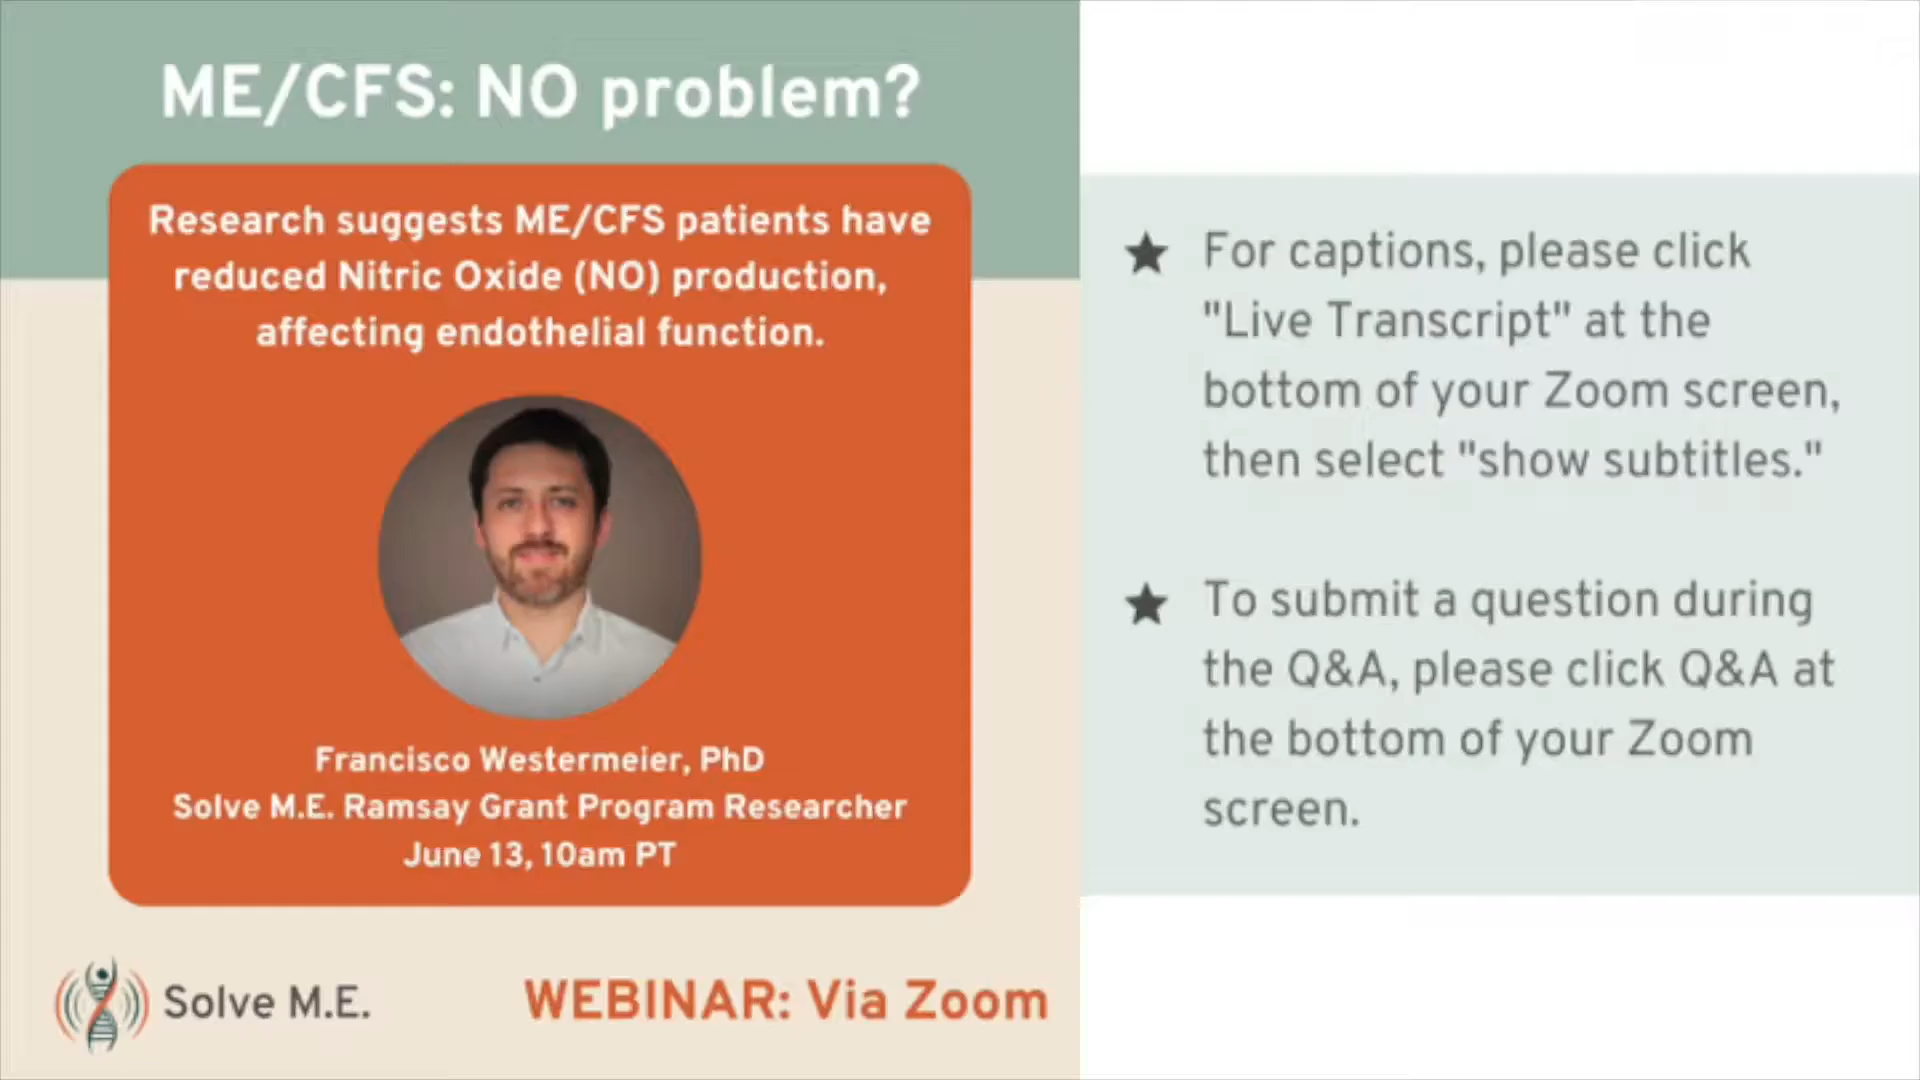 ME/CFS: NO problem?
Research suggests ME/CFS patients have
reduced Nitric Oxide (NO) production,
affecting endothelial function.
Francisco Westermeier, PhD
Solve M.E. Ramsay Grant Program Researcher
June 13, 10am PT
Solve M.E.
WEBINAR: Via Zoom
★ For captions, please click
"Live Transcript" at the
bottom of your Zoom screen,
then select "show subtitles."
★ To submit a question during
the Q&A, please click Q&A at
the bottom of your Zoom
screen.